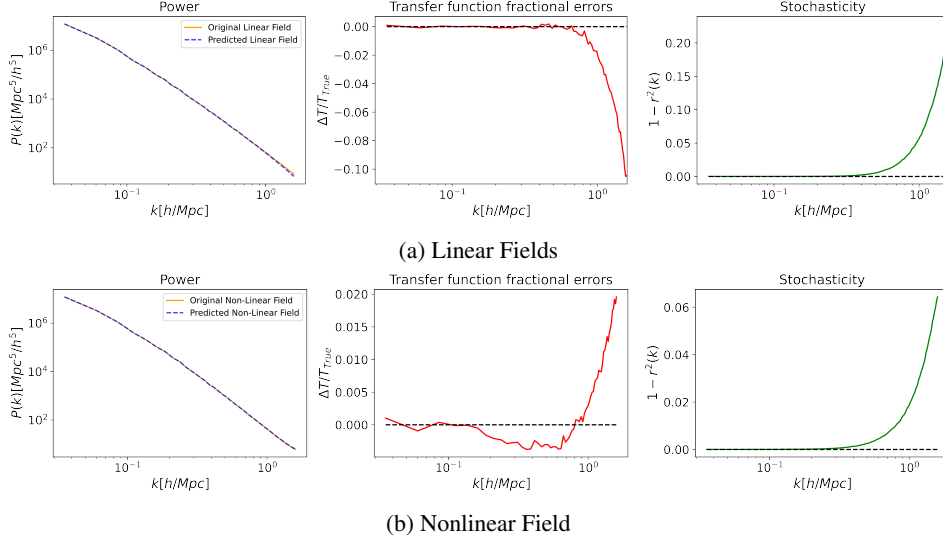 Power
Transfer function fractional errors
Stochasticity
Original Linear Field
Predicted Linear Field
P(k)[Mpc^5/h^5]
10^6
10^4
10^2
10^-1
10^0
k[h/Mpc]
ΔT/T_True
0.00
−0.02
−0.04
−0.06
−0.08
−0.10
10^-1
10^0
k[h/Mpc]
1 − r^2(k)
0.20
0.15
0.10
0.05
0.00
10^-1
10^0
k[h/Mpc]
(a) Linear Fields
Power
Transfer function fractional errors
Stochasticity
Original Non-Linear Field
Predicted Non-Linear Field
P(k)[Mpc^5/h^5]
10^6
10^4
10^2
10^-1
10^0
k[h/Mpc]
ΔT/T_True
0.020
0.015
0.010
0.005
0.000
10^-1
10^0
k[h/Mpc]
1 − r^2(k)
0.06
0.04
0.02
0.00
10^-1
10^0
k[h/Mpc]
(b) Nonlinear Field